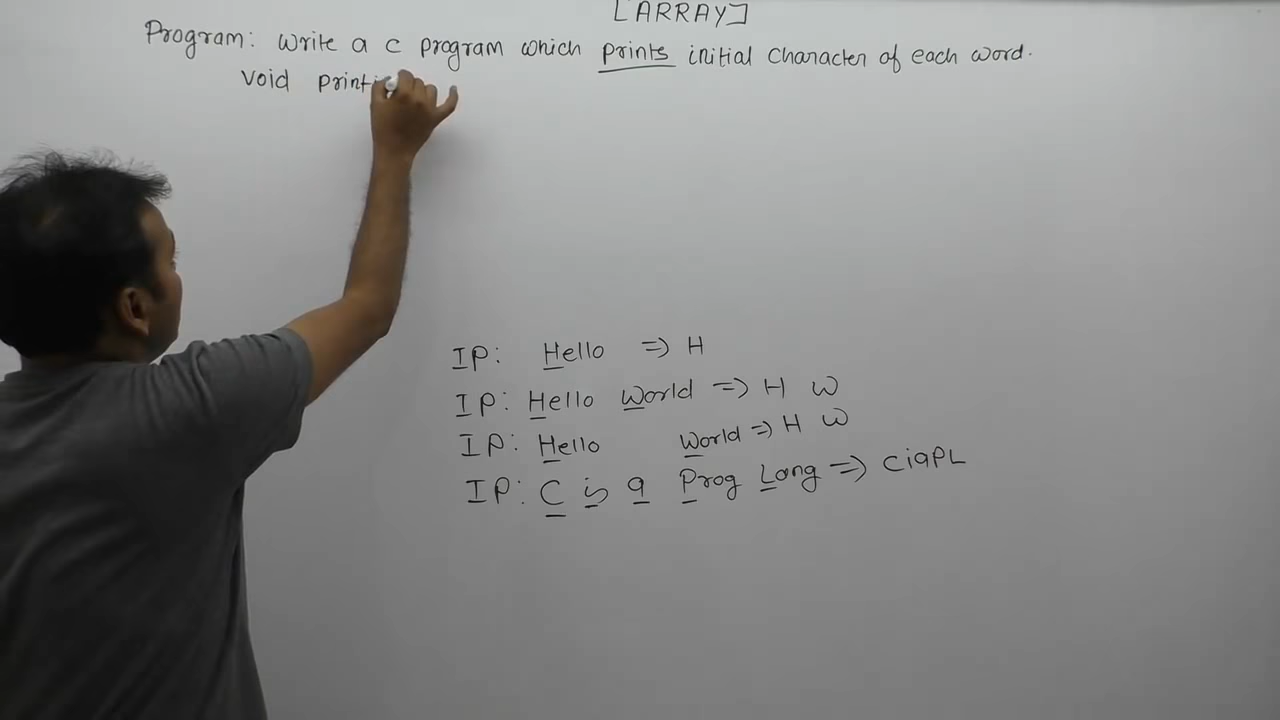 [ARRAY]
Program: Write a C program which prints initial character of each word.
void print
IP: Hello => H
IP: Hello World => H W
IP: Hello World => H W
IP: C is a Prog Lang => CiaPL